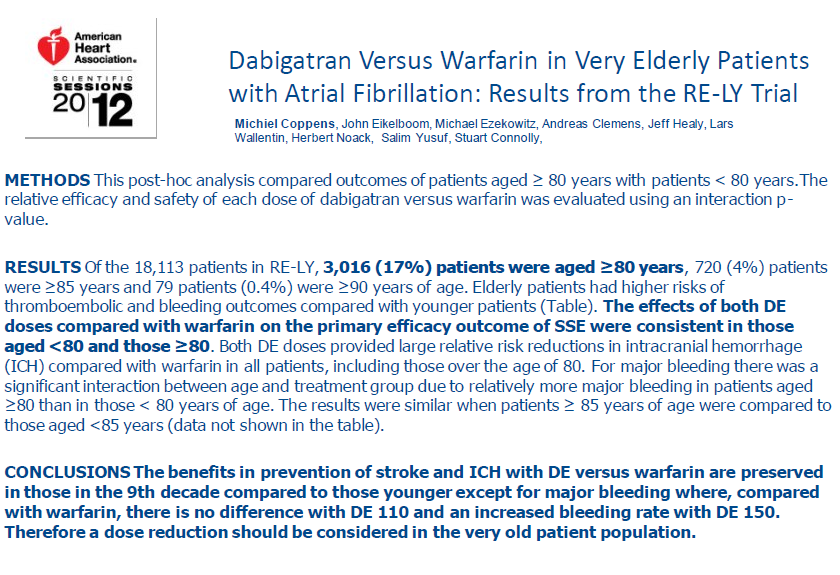 American
Heart
Association®
SCIENTIFIC
SESSIONS
20|12
Dabigatran Versus Warfarin in Very Elderly Patients
with Atrial Fibrillation: Results from the RE-LY Trial
Michiel Coppens, John Eikelboom, Michael Ezekowitz, Andreas Clemens, Jeff Healy, Lars
Wallentin, Herbert Noack, Salim Yusuf, Stuart Connolly,
METHODS This post-hoc analysis compared outcomes of patients aged ≥ 80 years with patients < 80 years.The
relative efficacy and safety of each dose of dabigatran versus warfarin was evaluated using an interaction p-
value.
RESULTS Of the 18,113 patients in RE-LY, 3,016 (17%) patients were aged ≥80 years, 720 (4%) patients
were ≥85 years and 79 patients (0.4%) were ≥90 years of age. Elderly patients had higher risks of
thromboembolic and bleeding outcomes compared with younger patients (Table). The effects of both DE
doses compared with warfarin on the primary efficacy outcome of SSE were consistent in those
aged <80 and those ≥80. Both DE doses provided large relative risk reductions in intracranial hemorrhage
(ICH) compared with warfarin in all patients, including those over the age of 80. For major bleeding there was a
significant interaction between age and treatment group due to relatively more major bleeding in patients aged
≥80 than in those < 80 years of age. The results were similar when patients ≥ 85 years of age were compared to
those aged <85 years (data not shown in the table).
CONCLUSIONS The benefits in prevention of stroke and ICH with DE versus warfarin are preserved
in those in the 9th decade compared to those younger except for major bleeding where, compared
with warfarin, there is no difference with DE 110 and an increased bleeding rate with DE 150.
Therefore a dose reduction should be considered in the very old patient population.